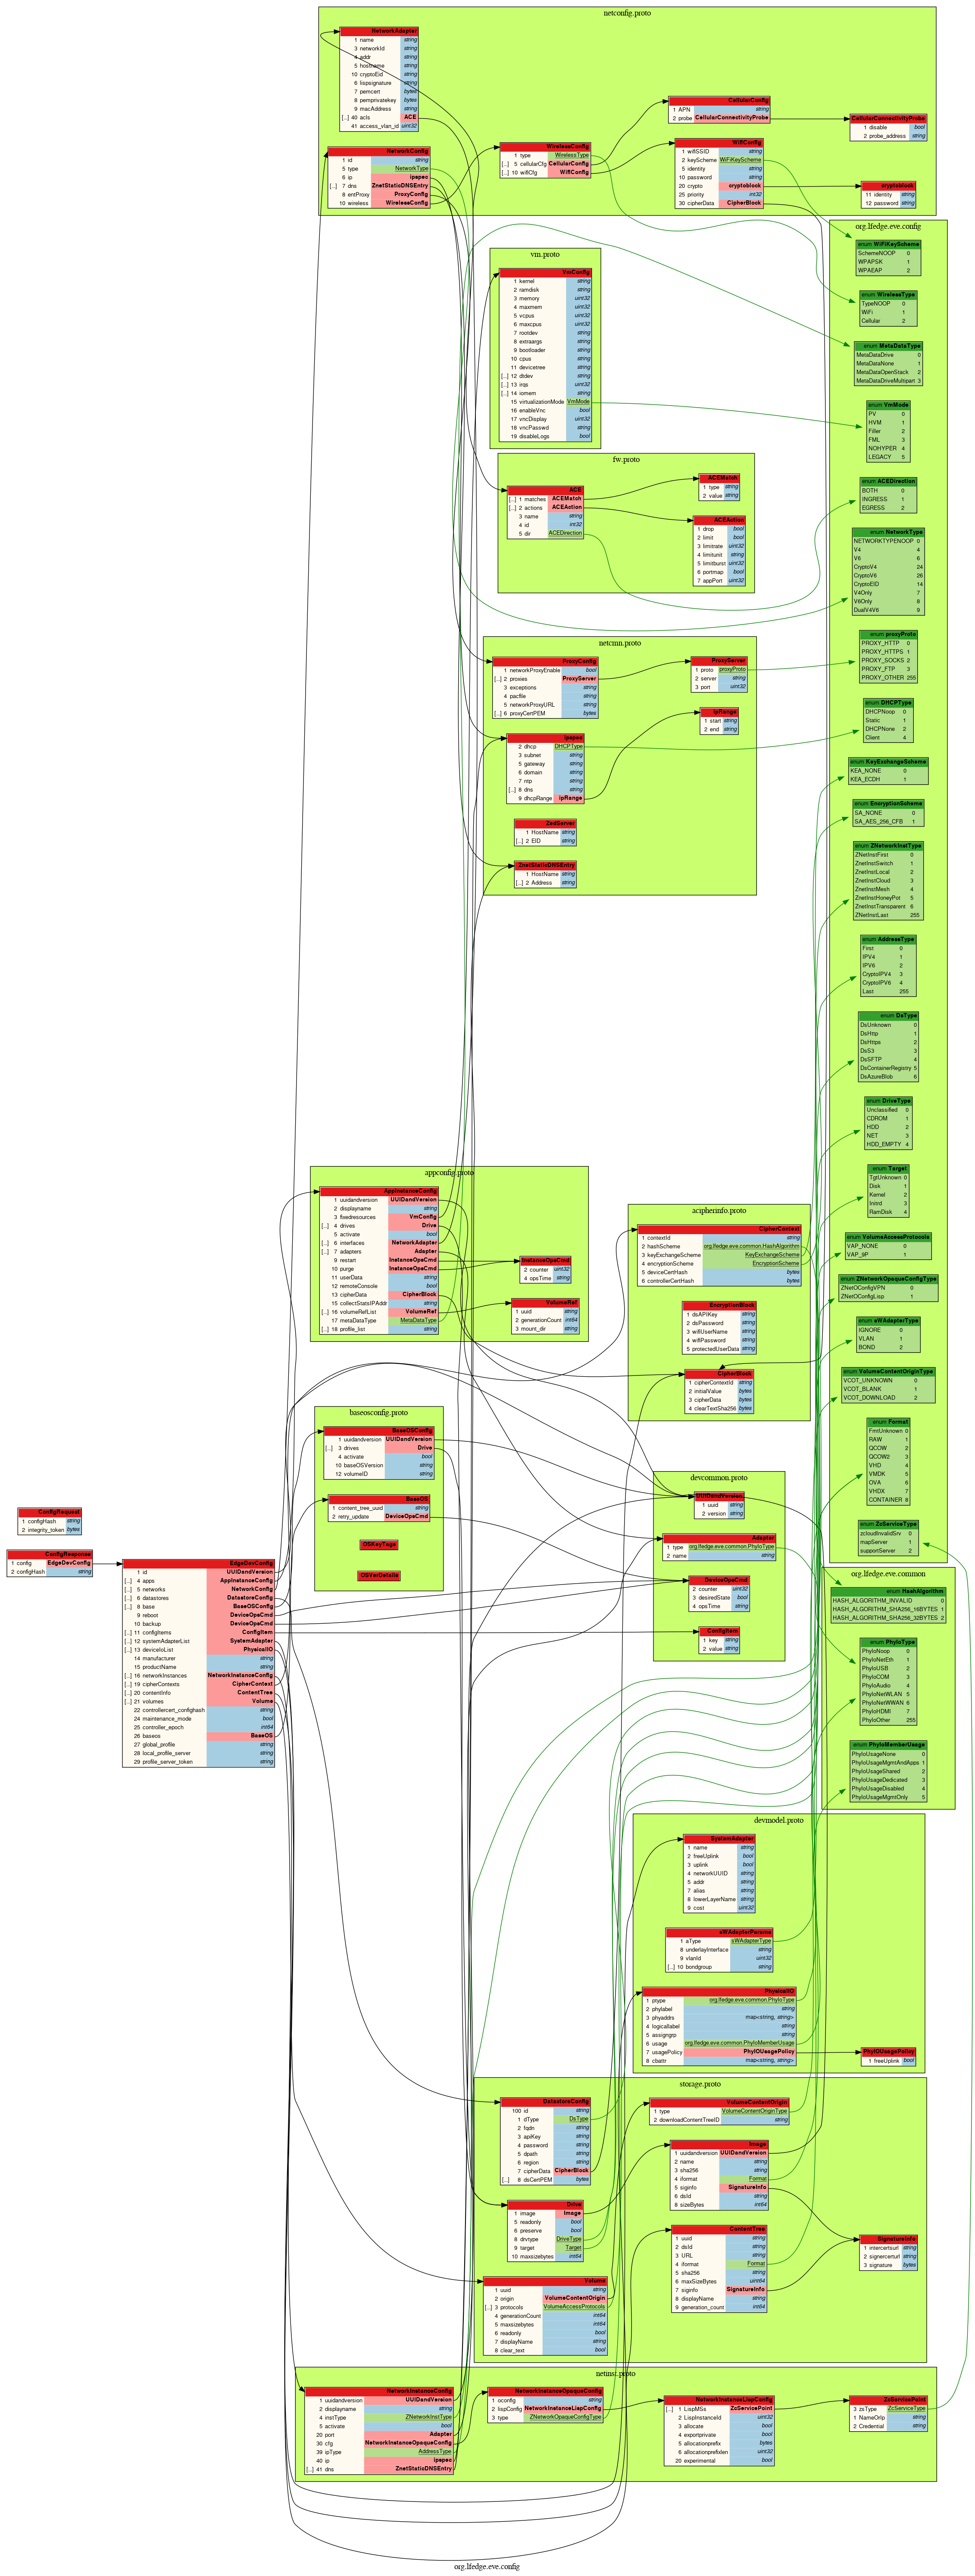 netconfig.proto
NetworkAdapter
1 name string
3 networkId string
4 addr string
5 hostname string
10 cryptoEid string
6 lispsignature string
7 pemcert bytes
8 pemprivatekey bytes
9 macAddress string
[...] 40 acls ACE
41 access_vlan_id uint32
NetworkConfig
1 id string
5 type NetworkType
6 ip ipspec
[...] 7 dns ZnetStaticDNSEntry
8 entProxy ProxyConfig
10 wireless WirelessConfig
WirelessConfig
1 type WirelessType
[...] 5 cellularCfg CellularConfig
[...] 10 wifiCfg WifiConfig
CellularConfig
1 APN string
2 probe CellularConnectivityProbe
WifiConfig
1 wifiSSID string
2 keyScheme WiFiKeyScheme
5 identity string
10 password string
20 crypto cryptoblock
25 priority int32
30 cipherData CipherBlock
CellularConnectivityProbe
1 disable bool
2 probe_address string
cryptoblock
11 identity string
12 password string
vm.proto
VmConfig
1 kernel string
2 ramdisk string
3 memory uint32
4 maxmem uint32
5 vcpus uint32
6 maxcpus uint32
7 rootdev string
8 extraargs string
9 bootloader string
10 cpus string
11 devicetree string
[...] 12 dtdev string
[...] 13 irqs uint32
[...] 14 iomem string
15 virtualizationMode VmMode
16 enableVnc bool
17 vncDisplay uint32
18 vncPasswd string
19 disableLogs bool
fw.proto
ACE
[...] 1 matches ACEMatch
[...] 2 actions ACEAction
3 name string
4 id int32
5 dir ACEDirection
ACEMatch
1 type string
2 value string
ACEAction
1 drop bool
2 limit bool
3 limitrate uint32
4 limitunit string
5 limitburst uint32
6 portmap bool
7 appPort uint32
netcmn.proto
ProxyConfig
1 networkProxyEnable bool
[...] 2 proxies ProxyServer
3 exceptions string
4 pacfile string
5 networkProxyURL string
[...] 6 proxyCertPEM bytes
ProxyServer
1 proto proxyProto
2 server string
3 port uint32
ipRange
1 start string
2 end string
ipspec
2 dhcp DHCPType
3 subnet string
5 gateway string
6 domain string
7 ntp string
[...] 8 dns string
9 dhcpRange ipRange
ZedServer
1 HostName string
[...] 2 EID string
ZnetStaticDNSEntry
1 HostName string
[...] 2 Address string
org.lfedge.eve.config
enum WiFiKeyScheme
SchemeNOOP 0
WPAPSK 1
WPAEAP 2
enum WirelessType
TypeNOOP 0
WiFi 1
Cellular 2
enum MetaDataType
MetaDataDrive 0
MetaDataNone 1
MetaDataOpenStack 2
MetaDataDriveMultipart 3
enum VmMode
PV 0
HVM 1
Filler 2
FML 3
NOHYPER 4
LEGACY 5
enum ACEDirection
BOTH 0
INGRESS 1
EGRESS 2
enum NetworkType
NETWORKTYPENOOP 0
V4 4
V6 6
CryptoV4 24
CryptoV6 26
CryptoEID 14
V4Only 7
V6Only 8
DualV4V6 9
enum proxyProto
PROXY_HTTP 0
PROXY_HTTPS 1
PROXY_SOCKS 2
PROXY_FTP 3
PROXY_OTHER 255
enum DHCPType
DHCPNoop 0
Static 1
DHCPNone 2
Client 4
enum KeyExchangeScheme
KEA_NONE 0
KEA_ECDH 1
enum EncryptionScheme
SA_NONE 0
SA_AES_256_CFB 1
enum ZNetworkInstType
ZNetInstFirst 0
ZnetInstSwitch 1
ZnetInstLocal 2
ZnetInstCloud 3
ZnetInstMesh 4
ZnetInstHoneyPot 5
ZnetInstTransparent 6
ZNetInstLast 255
enum AddressType
First 0
IPV4 1
IPV6 2
CryptoIPV4 3
CryptoIPV6 4
Last 255
enum DsType
DsUnknown 0
DsHttp 1
DsHttps 2
DsS3 3
DsSFTP 4
DsContainerRegistry 5
DsAzureBlob 6
enum DriveType
Unclassified 0
CDROM 1
HDD 2
NET 3
HDD_EMPTY 4
enum Target
TgtUnknown 0
Disk 1
Kernel 2
Initrd 3
RamDisk 4
enum VolumeAccessProtocols
VAP_NONE 0
VAP_9P 1
enum ZNetworkOpaqueConfigType
ZNetOConfigVPN 0
ZNetOConfigLisp 1
enum sWAdapterType
IGNORE 0
VLAN 1
BOND 2
enum VolumeContentOriginType
VCOT_UNKNOWN 0
VCOT_BLANK 1
VCOT_DOWNLOAD 2
enum Format
FmtUnknown 0
RAW 1
QCOW 2
QCOW2 3
VHD 4
VMDK 5
OVA 6
VHDX 7
CONTAINER 8
enum ZcServiceType
zcloudInvalidSrv 0
mapServer 1
supportServer 2
org.lfedge.eve.common
enum HashAlgorithm
HASH_ALGORITHM_INVALID 0
HASH_ALGORITHM_SHA256_16BYTES 1
HASH_ALGORITHM_SHA256_32BYTES 2
enum PhyIoType
PhyIoNoop 0
PhyIoNetEth 1
PhyIoUSB 2
PhyIoCOM 3
PhyIoAudio 4
PhyIoNetWLAN 5
PhyIoNetWWAN 6
PhyIoHDMI 7
PhyIoOther 255
enum PhyIoMemberUsage
PhyIoUsageNone 0
PhyIoUsageMgmtAndApps 1
PhyIoUsageShared 2
PhyIoUsageDedicated 3
PhyIoUsageDisabled 4
PhyIoUsageMgmtOnly 5
appconfig.proto
AppInstanceConfig
1 uuidandversion UUIDandVersion
2 displayname string
3 fixedresources VmConfig
[...] 4 drives Drive
5 activate bool
[...] 6 interfaces NetworkAdapter
[...] 7 adapters Adapter
9 restart InstanceOpsCmd
10 purge InstanceOpsCmd
11 userData string
12 remoteConsole bool
13 cipherData CipherBlock
15 collectStatsIPAddr string
[...] 16 volumeRefList VolumeRef
17 metaDataType MetaDataType
[...] 18 profile_list string
InstanceOpsCmd
2 counter uint32
4 opsTime string
VolumeRef
1 uuid string
2 generationCount int64
3 mount_dir string
acipherinfo.proto
CipherContext
1 contextId string
2 hashScheme org.lfedge.eve.common.HashAlgorithm
3 keyExchangeScheme KeyExchangeScheme
4 encryptionScheme EncryptionScheme
5 deviceCertHash bytes
6 controllerCertHash bytes
EncryptionBlock
1 dsAPIKey string
2 dsPassword string
3 wifiUserName string
4 wifiPassword string
5 protectedUserData string
CipherBlock
1 cipherContextId string
2 initialValue bytes
3 cipherData bytes
4 clearTextSha256 bytes
baseosconfig.proto
BaseOSConfig
1 uuidandversion UUIDandVersion
[...] 3 drives Drive
4 activate bool
10 baseOSVersion string
12 volumeID string
BaseOS
1 content_tree_uuid string
2 retry_update DeviceOpsCmd
OSKeyTags
OSVerDetails
devcommon.proto
UUIDandVersion
1 uuid string
2 version string
Adapter
1 type org.lfedge.eve.common.PhyIoType
2 name string
DeviceOpsCmd
2 counter uint32
3 desiredState bool
4 opsTime string
ConfigItem
1 key string
2 value string
ConfigRequest
1 configHash string
2 integrity_token bytes
ConfigResponse
1 config EdgeDevConfig
2 configHash string
EdgeDevConfig
1 id UUIDandVersion
[...] 4 apps AppInstanceConfig
[...] 5 networks NetworkConfig
[...] 6 datastores DatastoreConfig
[...] 8 base BaseOSConfig
9 reboot DeviceOpsCmd
10 backup DeviceOpsCmd
[...] 11 configItems ConfigItem
[...] 12 systemAdapterList SystemAdapter
[...] 13 deviceIoList PhysicalIO
14 manufacturer string
15 productName string
[...] 16 networkInstances NetworkInstanceConfig
[...] 19 cipherContexts CipherContext
[...] 20 contentInfo ContentTree
[...] 21 volumes Volume
22 controllercert_confighash string
24 maintenance_mode bool
25 controller_epoch int64
26 baseos BaseOS
27 global_profile string
28 local_profile_server string
29 profile_server_token string
devmodel.proto
SystemAdapter
1 name string
2 freeUplink bool
3 uplink bool
4 networkUUID string
5 addr string
7 alias string
8 lowerLayerName string
9 cost uint32
sWAdapterParams
1 aType sWAdapterType
8 underlayInterface string
9 vlanId uint32
[...] 10 bondgroup string
PhysicalIO
1 ptype org.lfedge.eve.common.PhyIoType
2 phylabel string
3 phyaddrs map<string, string>
4 logicallabel string
5 assigngrp string
6 usage org.lfedge.eve.common.PhyIoMemberUsage
7 usagePolicy PhyIOUsagePolicy
8 cbattr map<string, string>
PhyIOUsagePolicy
1 freeUplink bool
storage.proto
DatastoreConfig
100 id string
1 dType DsType
2 fqdn string
3 apiKey string
4 password string
5 dpath string
6 region string
7 cipherData CipherBlock
[...] 8 dsCertPEM bytes
VolumeContentOrigin
1 type VolumeContentOriginType
2 downloadContentTreeID string
Image
1 uuidandversion UUIDandVersion
2 name string
3 sha256 string
4 iformat Format
5 siginfo SignatureInfo
6 dsId string
8 sizeBytes int64
Drive
1 image Image
5 readonly bool
6 preserve bool
8 drvtype DriveType
9 target Target
10 maxsizebytes int64
ContentTree
1 uuid string
2 dsId string
3 URL string
4 iformat Format
5 sha256 string
6 maxSizeBytes uint64
7 siginfo SignatureInfo
8 displayName string
9 generation_count int64
SignatureInfo
1 intercertsurl string
2 signercerturl string
3 signature bytes
Volume
1 uuid string
2 origin VolumeContentOrigin
[...] 3 protocols VolumeAccessProtocols
4 generationCount int64
5 maxsizebytes int64
6 readonly bool
7 displayName string
8 clear_text bool
netinst.proto
NetworkInstanceConfig
1 uuidandversion UUIDandVersion
2 displayname string
4 instType ZNetworkInstType
5 activate bool
20 port Adapter
30 cfg NetworkInstanceOpaqueConfig
39 ipType AddressType
40 ip ipspec
[...] 41 dns ZnetStaticDNSEntry
NetworkInstanceOpaqueConfig
1 oconfig string
2 lispConfig NetworkInstanceLispConfig
3 type ZNetworkOpaqueConfigType
NetworkInstanceLispConfig
[...] 1 LispMSs ZcServicePoint
2 LispInstanceId uint32
3 allocate bool
4 exportprivate bool
5 allocationprefix bytes
6 allocationprefixlen uint32
20 experimental bool
ZcServicePoint
3 zsType ZcServiceType
1 NameOrIp string
2 Credential string
org.lfedge.eve.config